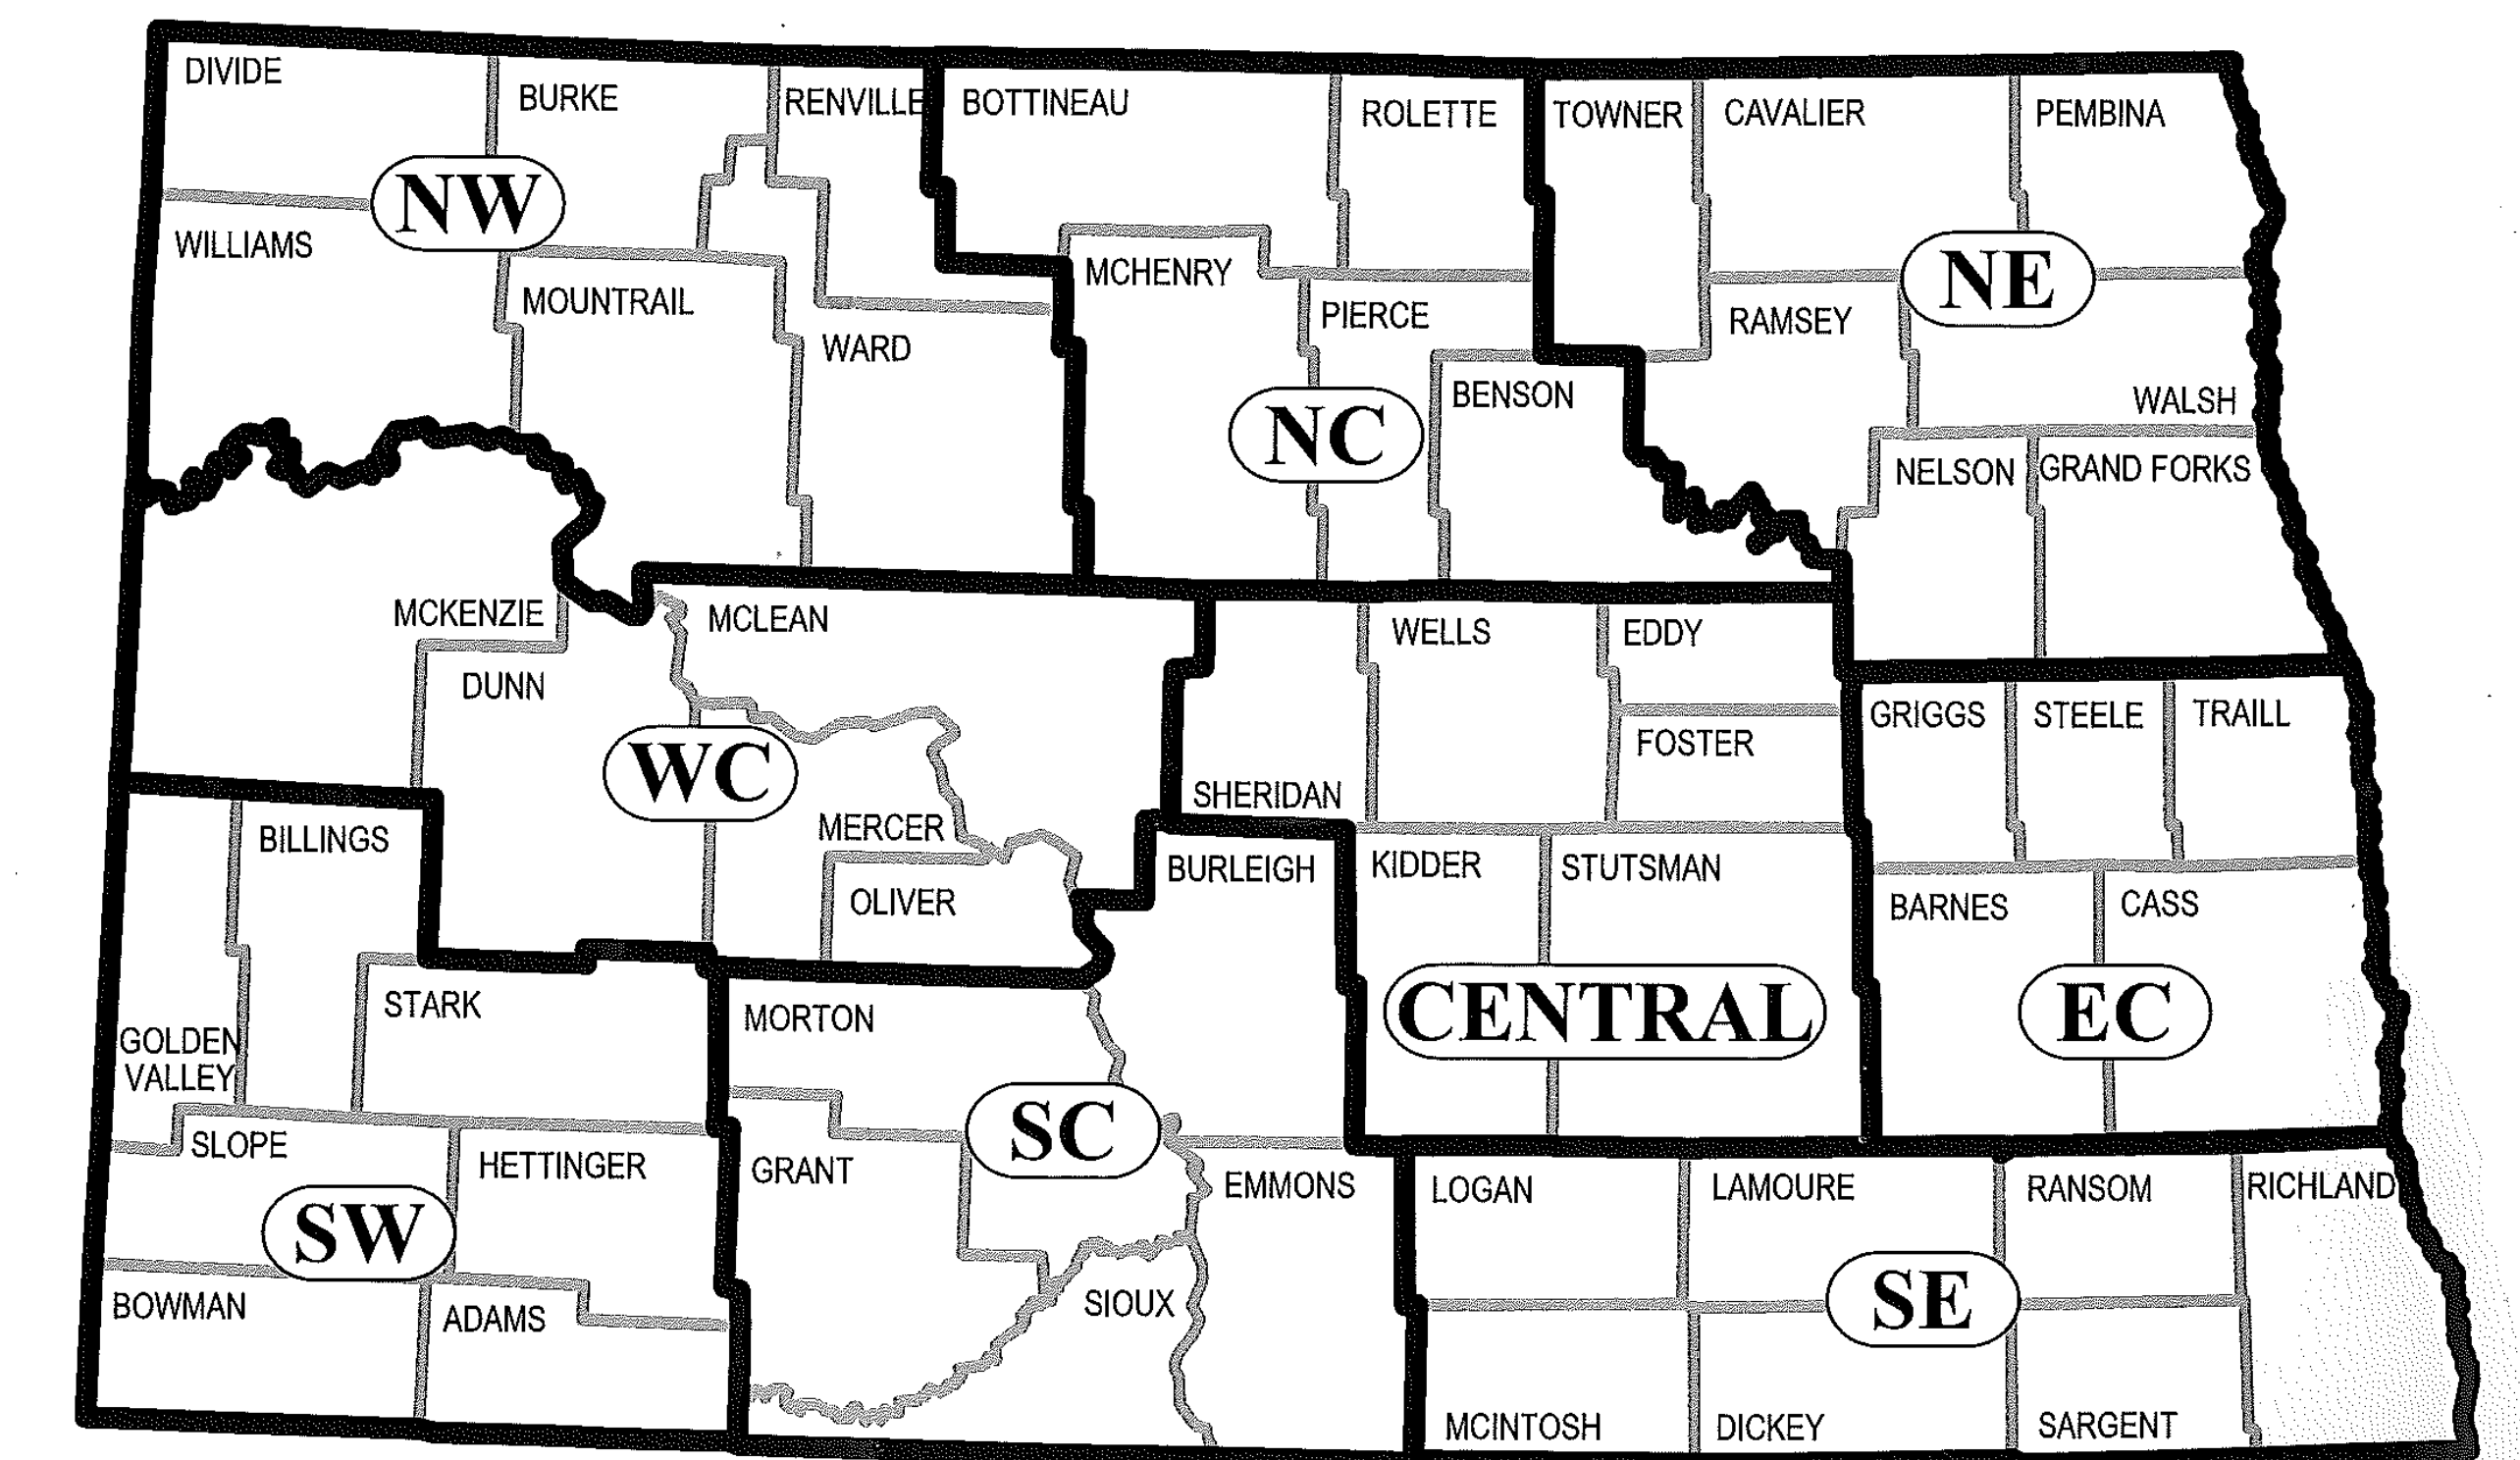 DIVIDE
BURKE
RENVILLE
BOTTINEAU
ROLETTE
TOWNER
CAVALIER
PEMBINA
NW
WILLIAMS
MOUNTRAIL
WARD
MCHENRY
PIERCE
NC
BENSON
RAMSEY
NE
WALSH
NELSON
GRAND FORKS
MCKENZIE
DUNN
MCLEAN
WC
MERCER
OLIVER
SHERIDAN
WELLS
EDDY
FOSTER
GRIGGS
STEELE
TRAILL
BILLINGS
GOLDEN
VALLEY
STARK
SLOPE
HETTINGER
SW
BOWMAN
ADAMS
MORTON
GRANT
SC
BURLEIGH
EMMONS
SIOUX
KIDDER
STUTSMAN
CENTRAL
BARNES
CASS
EC
LOGAN
LAMOURE
RANSOM
RICHLAND
SE
MCINTOSH
DICKEY
SARGENT